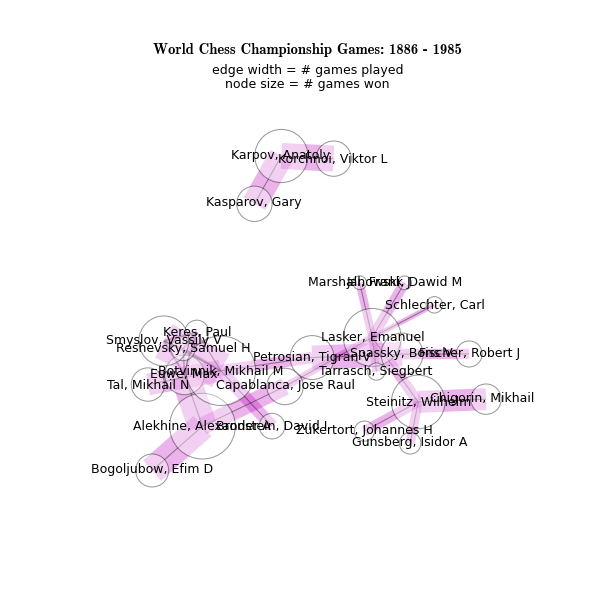 World Chess Championship Games: 1886 - 1985
edge width = # games played
node size = # games won
Karpov, Anatoly
Korchnoi, Viktor L
Kasparov, Gary
Marshall, Frank J
Janowski, Dawid M
Schlechter, Carl
Keres, Paul
Lasker, Emanuel
Smyslov, Vassily V
Reshevsky, Samuel H
Petrosian, Tigran V
Spassky, Boris V
Fischer, Robert J
Botvinnik, Mikhail M
Tarrasch, Siegbert
Euwe, Max
Tal, Mikhail N
Capablanca, Jose Raul
Steinitz, Wilhelm
Chigorin, Mikhail
Alekhine, Alexander A
Bronstein, David I
Zukertort, Johannes H
Gunsberg, Isidor A
Bogoljubow, Efim D